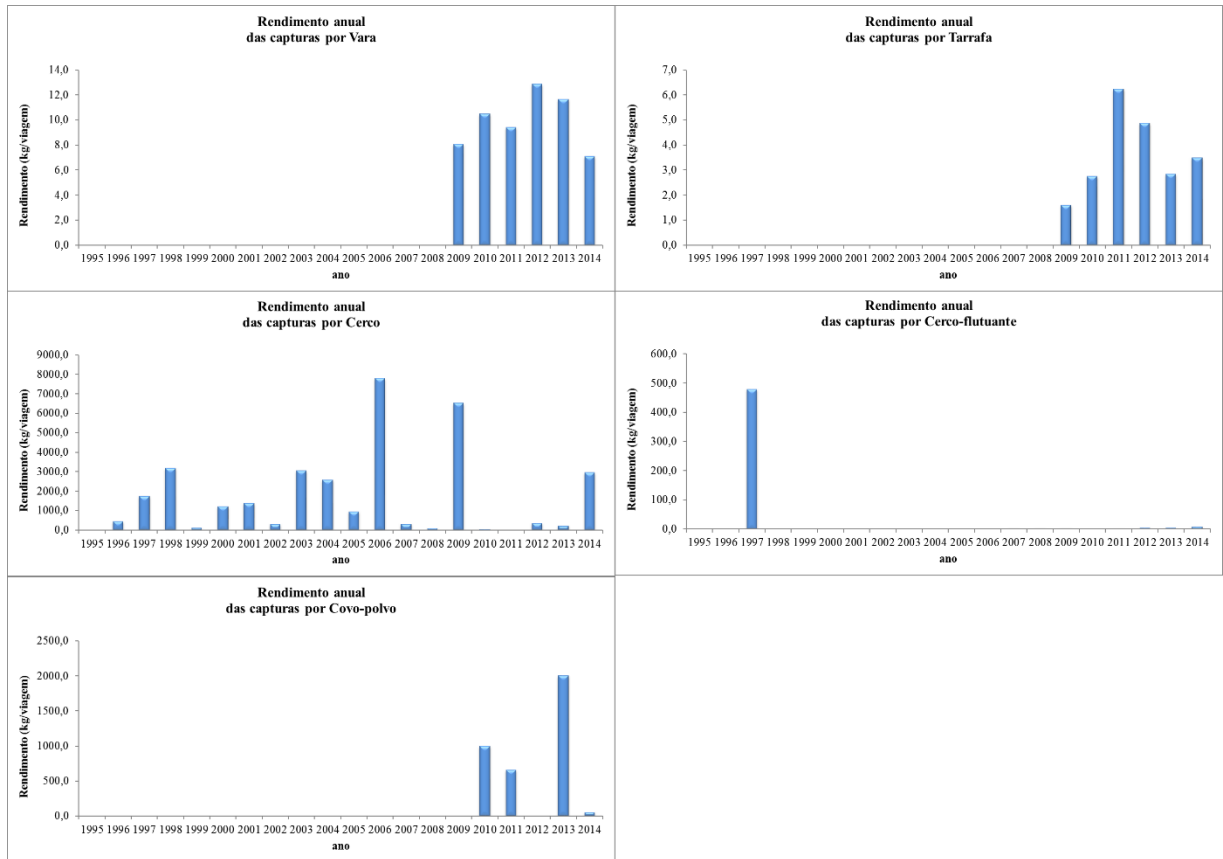 Rendimento anual
das capturas por Vara
Rendimento (kg/viagem)
14,0
12,0
10,0
8,0
6,0
4,0
2,0
0,0
1995 1996 1997 1998 1999 2000 2001 2002 2003 2004 2005 2006 2007 2008 2009 2010 2011 2012 2013 2014
ano
Rendimento anual
das capturas por Tarrafa
Rendimento (kg/viagem)
7,0
6,0
5,0
4,0
3,0
2,0
1,0
0,0
1995 1996 1997 1998 1999 2000 2001 2002 2003 2004 2005 2006 2007 2008 2009 2010 2011 2012 2013 2014
ano
Rendimento anual
das capturas por Cerco
Rendimento (kg/viagem)
9000,0
8000,0
7000,0
6000,0
5000,0
4000,0
3000,0
2000,0
1000,0
0,0
1995 1996 1997 1998 1999 2000 2001 2002 2003 2004 2005 2006 2007 2008 2009 2010 2011 2012 2013 2014
ano
Rendimento anual
das capturas por Cerco-flutuante
Rendimento (kg/viagem)
600,0
500,0
400,0
300,0
200,0
100,0
0,0
1995 1996 1997 1998 1999 2000 2001 2002 2003 2004 2005 2006 2007 2008 2009 2010 2011 2012 2013 2014
ano
Rendimento anual
das capturas por Covo-polvo
Rendimento (kg/viagem)
2500,0
2000,0
1500,0
1000,0
500,0
0,0
1995 1996 1997 1998 1999 2000 2001 2002 2003 2004 2005 2006 2007 2008 2009 2010 2011 2012 2013 2014
ano